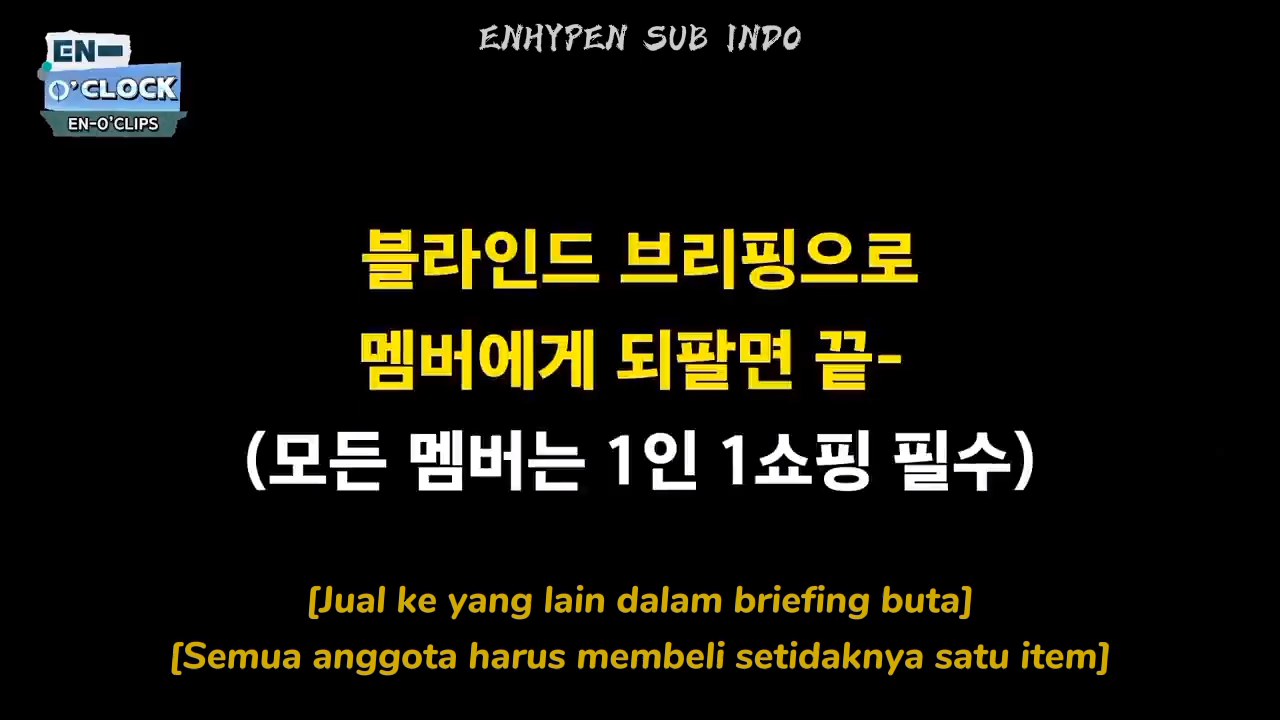 ENHYPEN SUB INDO
EN-
O'CLOCK
EN-O'CLIPS
블라인드 브리핑으로
멤버에게 되팔면 끝-
(모든 멤버는 1인 1쇼핑 필수)
[Jual ke yang lain dalam briefing buta]
[Semua anggota harus membeli setidaknya satu item]